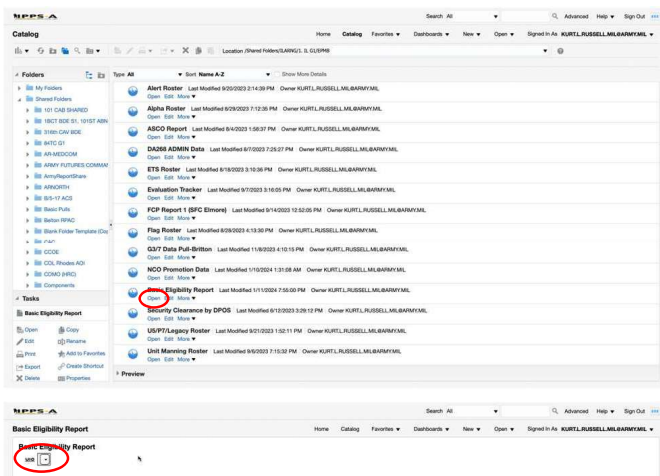 IPPS-A
Search All
Advanced Help Sign Out
Catalog
Home Catalog Favorites Dashboards New Open Signed In As KURT.L.RUSSELL.MIL@ARMY.MIL
Location /Shared Folders/ILARNG/1. IL G1/EPMB
Folders
Type All Sort Name A-Z Show More Details
My Folders
Shared Folders
101 CAB SHARED
1BCT BDE S1, 101ST ABN
316th CAV BDE
84TC G1
AR-MEDCOM
ARMY FUTURES COMMAN
ArmyReportShare
ARNORTH
B/5-17 ACS
Basic Pulls
Belton RPAC
Blank Folder Template (Cop
CAC
CCOE
COL Rhodes AOI
COMO (HRC)
Components
Tasks
Basic Eligibility Report
Open Copy
Edit Rename
Print Add to Favorites
Export Create Shortcut
Delete Properties
Alert Roster Last Modified 9/20/2023 2:14:39 PM Owner KURT.L.RUSSELL.MIL@ARMY.MIL
Open Edit More
Alpha Roster Last Modified 8/29/2023 7:12:35 PM Owner KURT.L.RUSSELL.MIL@ARMY.MIL
Open Edit More
ASCO Report Last Modified 8/4/2023 1:58:37 PM Owner KURT.L.RUSSELL.MIL@ARMY.MIL
Open Edit More
DA268 ADMIN Data Last Modified 8/7/2023 7:25:27 PM Owner KURT.L.RUSSELL.MIL@ARMY.MIL
Open Edit More
ETS Roster Last Modified 8/18/2023 3:10:36 PM Owner KURT.L.RUSSELL.MIL@ARMY.MIL
Open Edit More
Evaluation Tracker Last Modified 9/7/2023 3:16:05 PM Owner KURT.L.RUSSELL.MIL@ARMY.MIL
Open Edit More
FCP Report 1 (SFC Elmore) Last Modified 9/14/2023 12:52:05 PM Owner KURT.L.RUSSELL.MIL@ARMY.MIL
Open Edit More
Flag Roster Last Modified 8/28/2023 4:13:30 PM Owner KURT.L.RUSSELL.MIL@ARMY.MIL
Open Edit More
G3/7 Data Pull-Britton Last Modified 11/8/2023 4:10:15 PM Owner KURT.L.RUSSELL.MIL@ARMY.MIL
Open Edit More
NCO Promotion Data Last Modified 1/10/2024 1:31:08 AM Owner KURT.L.RUSSELL.MIL@ARMY.MIL
Open Edit More
Basic Eligibility Report Last Modified 1/11/2024 7:55:00 PM Owner KURT.L.RUSSELL.MIL@ARMY.MIL
Open Edit More
Security Clearance by DPOS Last Modified 6/12/2023 3:29:12 PM Owner KURT.L.RUSSELL.MIL@ARMY.MIL
Open Edit More
US/P7/Legacy Roster Last Modified 9/21/2023 1:52:11 PM Owner KURT.L.RUSSELL.MIL@ARMY.MIL
Open Edit More
Unit Manning Roster Last Modified 9/6/2023 7:15:32 PM Owner KURT.L.RUSSELL.MIL@ARMY.MIL
Open Edit More
Preview
IPPS-A
Search All
Advanced Help Sign Out
Basic Eligibility Report
Home Catalog Favorites Dashboards New Open Signed In As KURT.L.RUSSELL.MIL@ARMY.MIL
Basic Eligibility Report